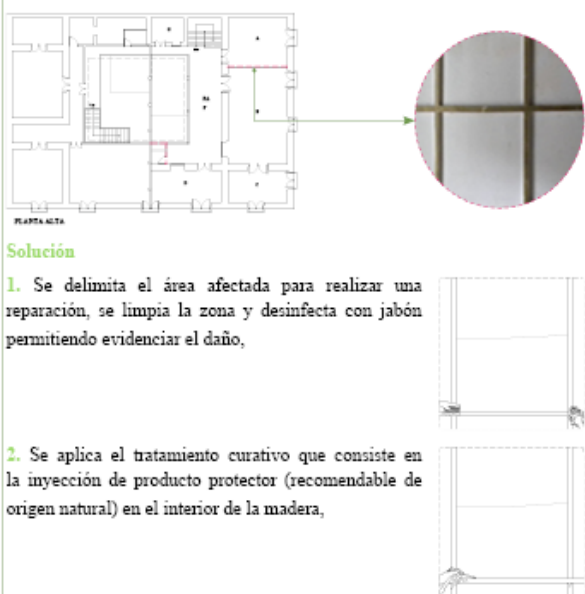 A
PLANTA ALTA
Solución
1. Se delimita el área afectada para realizar una
reparación, se limpia la zona y desinfecta con jabón
permitiendo evidenciar el daño,
2. Se aplica el tratamiento curativo que consiste en
la inyección de producto protector (recomendable de
origen natural) en el interior de la madera,